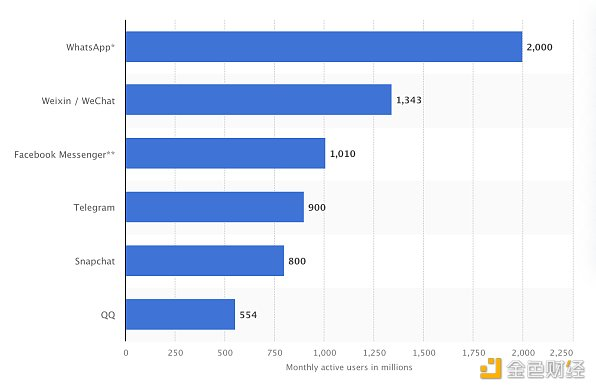 WhatsApp* 2,000
Weixin / WeChat 1,343
Facebook Messenger** 1,010
Telegram 900
Snapchat 800
QQ 554
0 250 500 750 1,000 1,250 1,500 1,750 2,000 2,250
Monthly active users in millions
金色财经